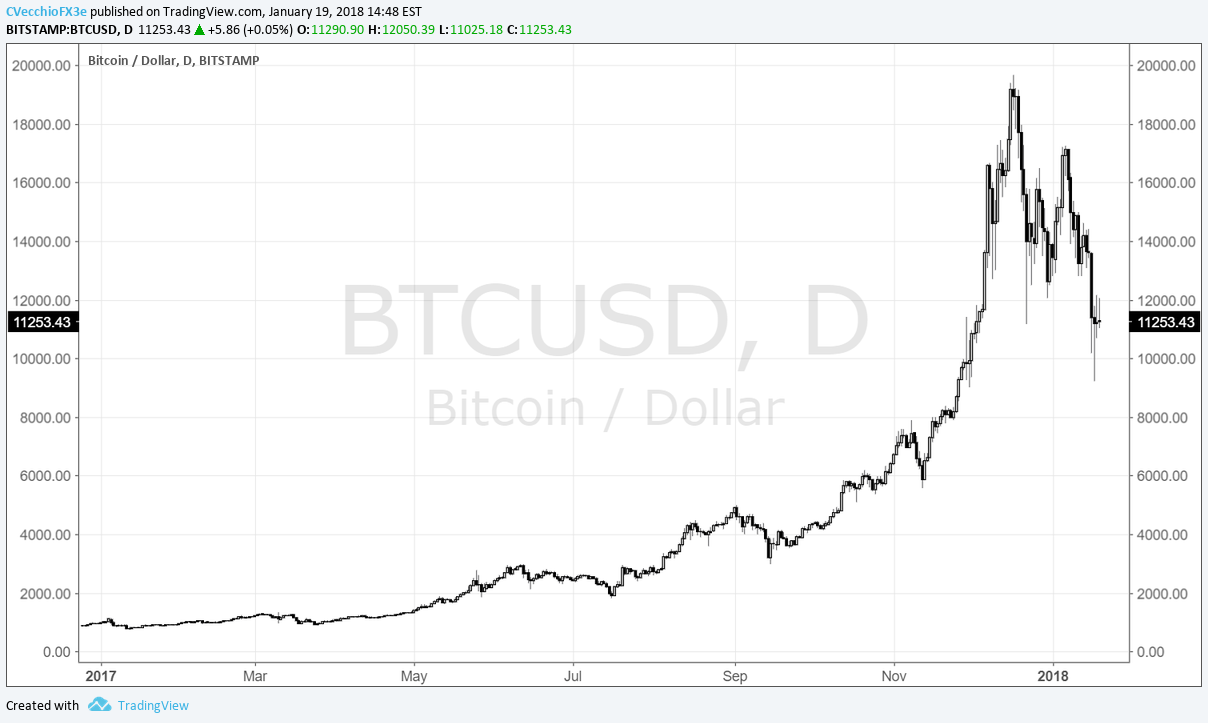 CVecchioFX3e published on TradingView.com, January 19, 2018 14:48 EST
BITSTAMP:BTCUSD, D 11253.43 ▲ +5.86 (+0.05%) O:11290.90 H:12050.39 L:11025.18 C:11253.43
Bitcoin / Dollar, D, BITSTAMP
20000.00 20000.00
18000.00 18000.00
16000.00 16000.00
14000.00 14000.00
12000.00 12000.00
BTCUSD, D
11253.43 11253.43
10000.00 10000.00
Bitcoin / Dollar
8000.00 8000.00
6000.00 6000.00
4000.00 4000.00
2000.00 2000.00
0.00 0.00
2017 Mar May Jul Sep Nov 2018
Created with TradingView